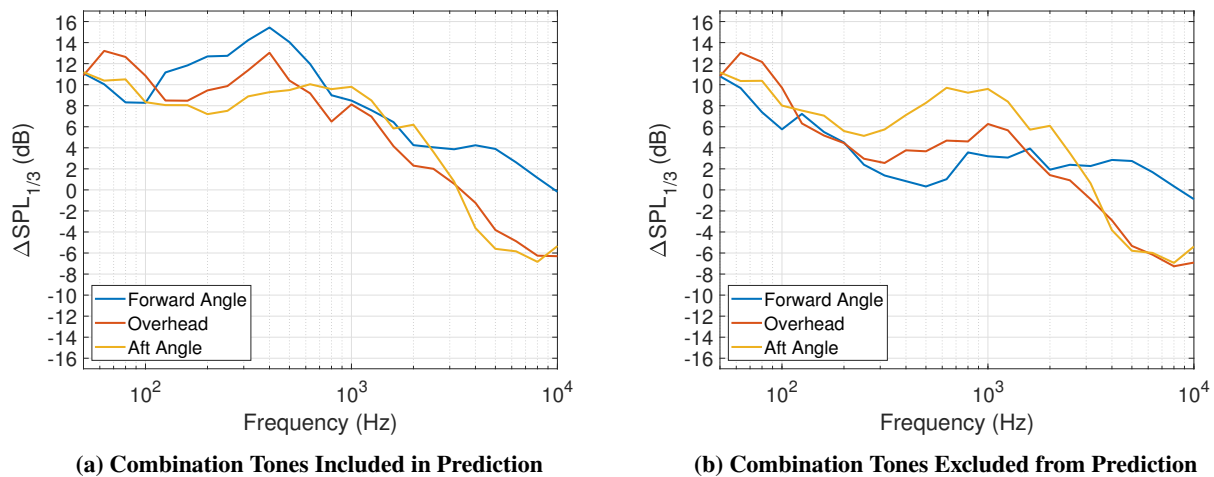 16
14
12
10
8
6
4
2
0
-2
-4
-6
-8
-10
-12
-14
-16
ΔSPL1/3 (dB)
Forward Angle
Overhead
Aft Angle
10^2 10^3 10^4
Frequency (Hz)
(a) Combination Tones Included in Prediction
16
14
12
10
8
6
4
2
0
-2
-4
-6
-8
-10
-12
-14
-16
ΔSPL1/3 (dB)
Forward Angle
Overhead
Aft Angle
10^2 10^3 10^4
Frequency (Hz)
(b) Combination Tones Excluded from Prediction